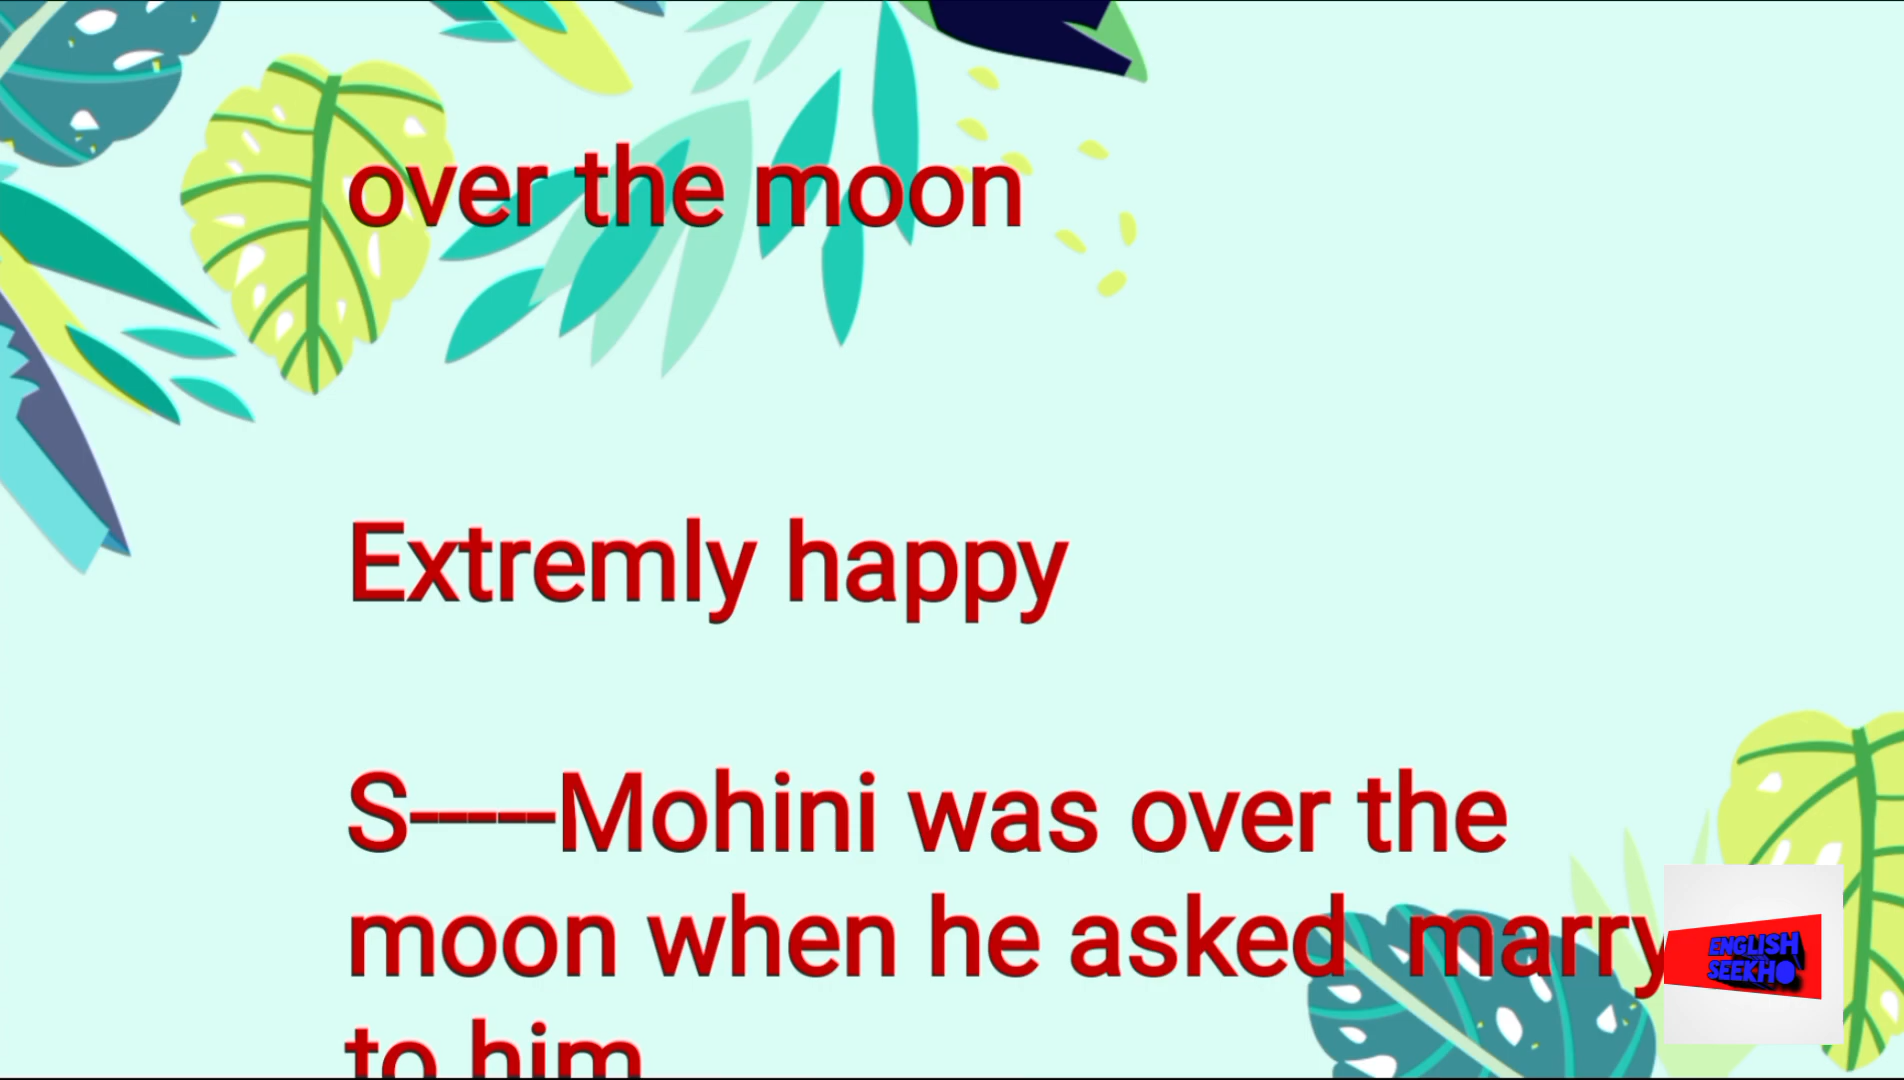 over the moon
Extremly happy
S----Mohini was over the
moon when he asked marry
to him
ENGLISH
SEEKHO